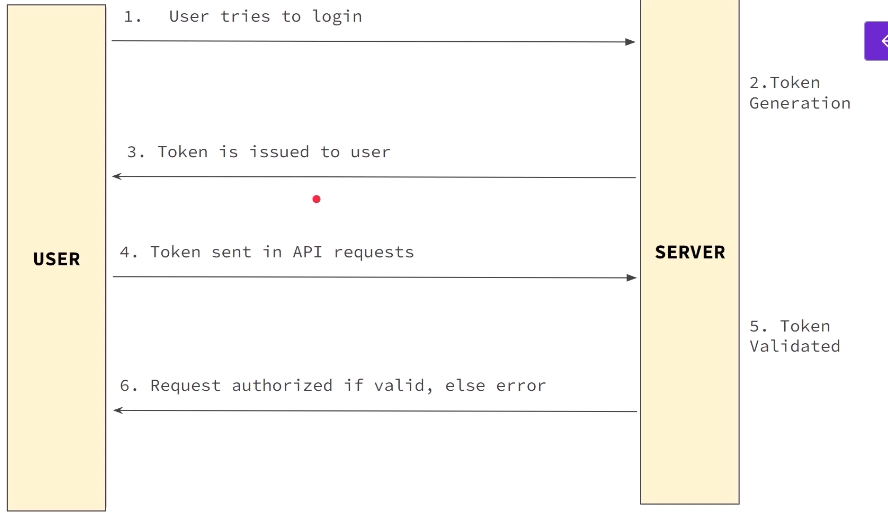 1. User tries to login
2.Token
Generation
3. Token is issued to user
USER
4. Token sent in API requests
SERVER
5. Token
Validated
6. Request authorized if valid, else error